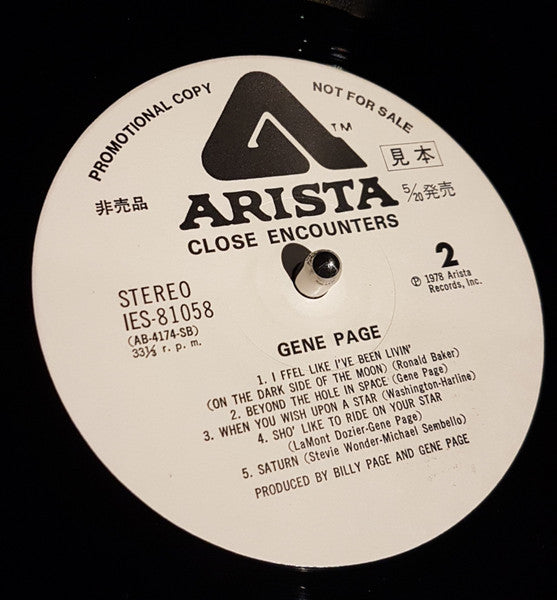 PROMOTIONAL COPY
NOT FOR SALE
TM
見本
非売品
ARISTA
5/20発売
CLOSE ENCOUNTERS
STEREO
IES-81058
(AB-4174-SB)
33⅓ r. p. m.
2
Ⓟ 1978 Arista
Records, Inc.
GENE PAGE
1. I FFEL LIKE I'VE BEEN LIVIN'
(ON THE DARK SIDE OF THE MOON) (Ronald Baker)
2. BEYOND THE HOLE IN SPACE (Gene Page)
3. WHEN YOU WISH UPON A STAR (Washington-Harline)
4. SHO' LIKE TO RIDE ON YOUR STAR
(LaMont Dozier-Gene Page)
5. SATURN (Stevie Wonder-Michael Sembello)
PRODUCED BY BILLY PAGE AND GENE PAGE